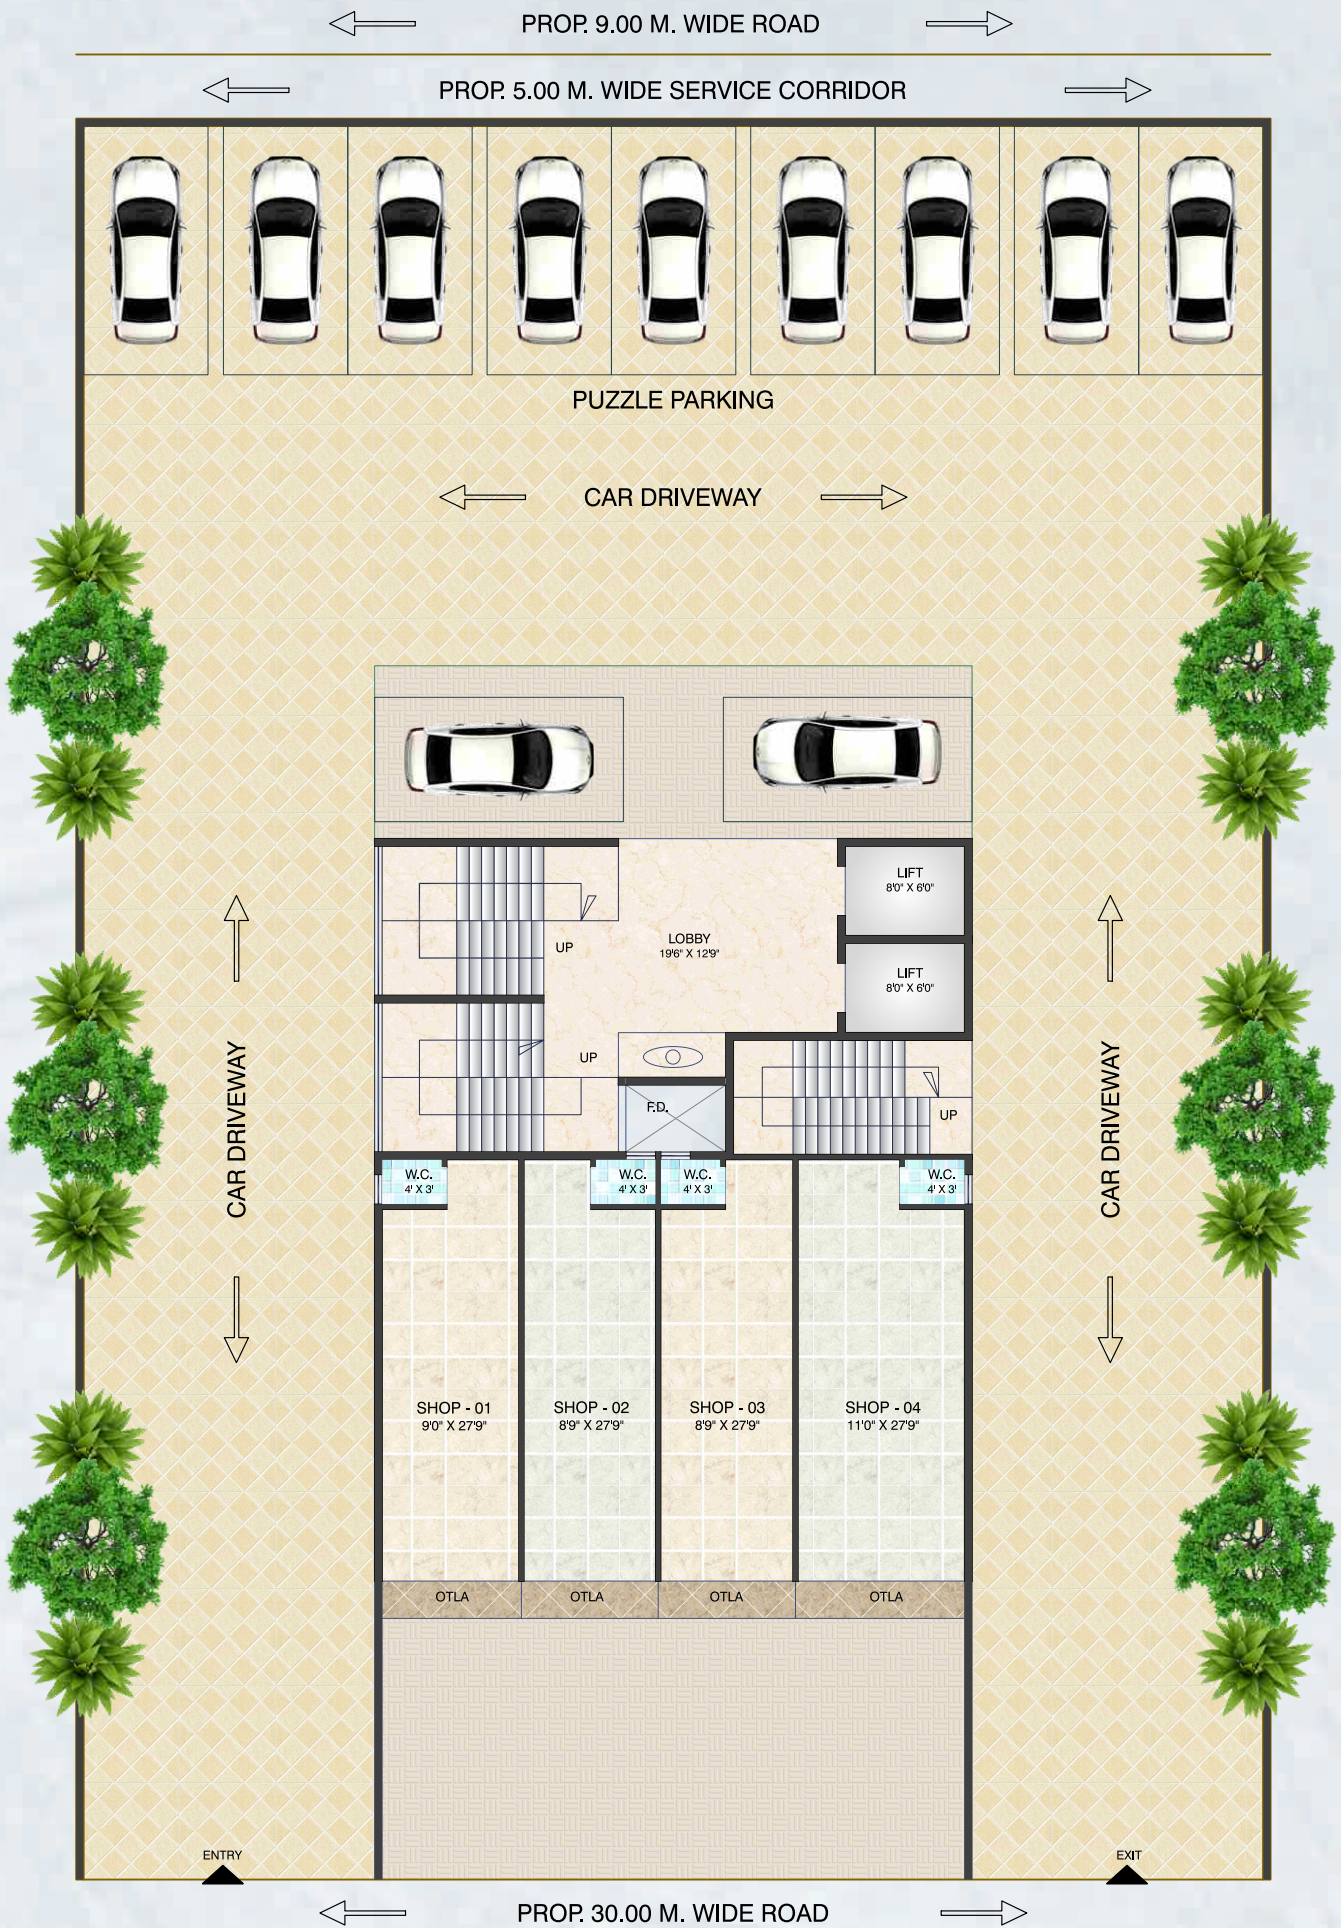 PROP. 9.00 M. WIDE ROAD
PROP. 5.00 M. WIDE SERVICE CORRIDOR
PUZZLE PARKING
CAR DRIVEWAY
LIFT
8'0" X 6'0"
UP
LOBBY
19'6" X 12'9"
LIFT
8'0" X 6'0"
UP
F.D.
UP
CAR DRIVEWAY
CAR DRIVEWAY
W.C.
4' X 3'
W.C.
4' X 3'
W.C.
4' X 3'
W.C.
4' X 3'
SHOP - 01
9'0" X 27'9"
SHOP - 02
8'9" X 27'9"
SHOP - 03
8'9" X 27'9"
SHOP - 04
11'0" X 27'9"
OTLA
OTLA
OTLA
OTLA
ENTRY
EXIT
PROP. 30.00 M. WIDE ROAD